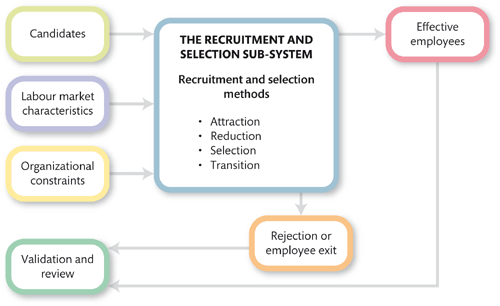 Candidates
Labour market
characteristics
Organizational
constraints
THE RECRUITMENT AND
SELECTION SUB-SYSTEM
Recruitment and selection
methods
• Attraction
• Reduction
• Selection
• Transition
Effective
employees
Rejection or
employee exit
Validation and
review